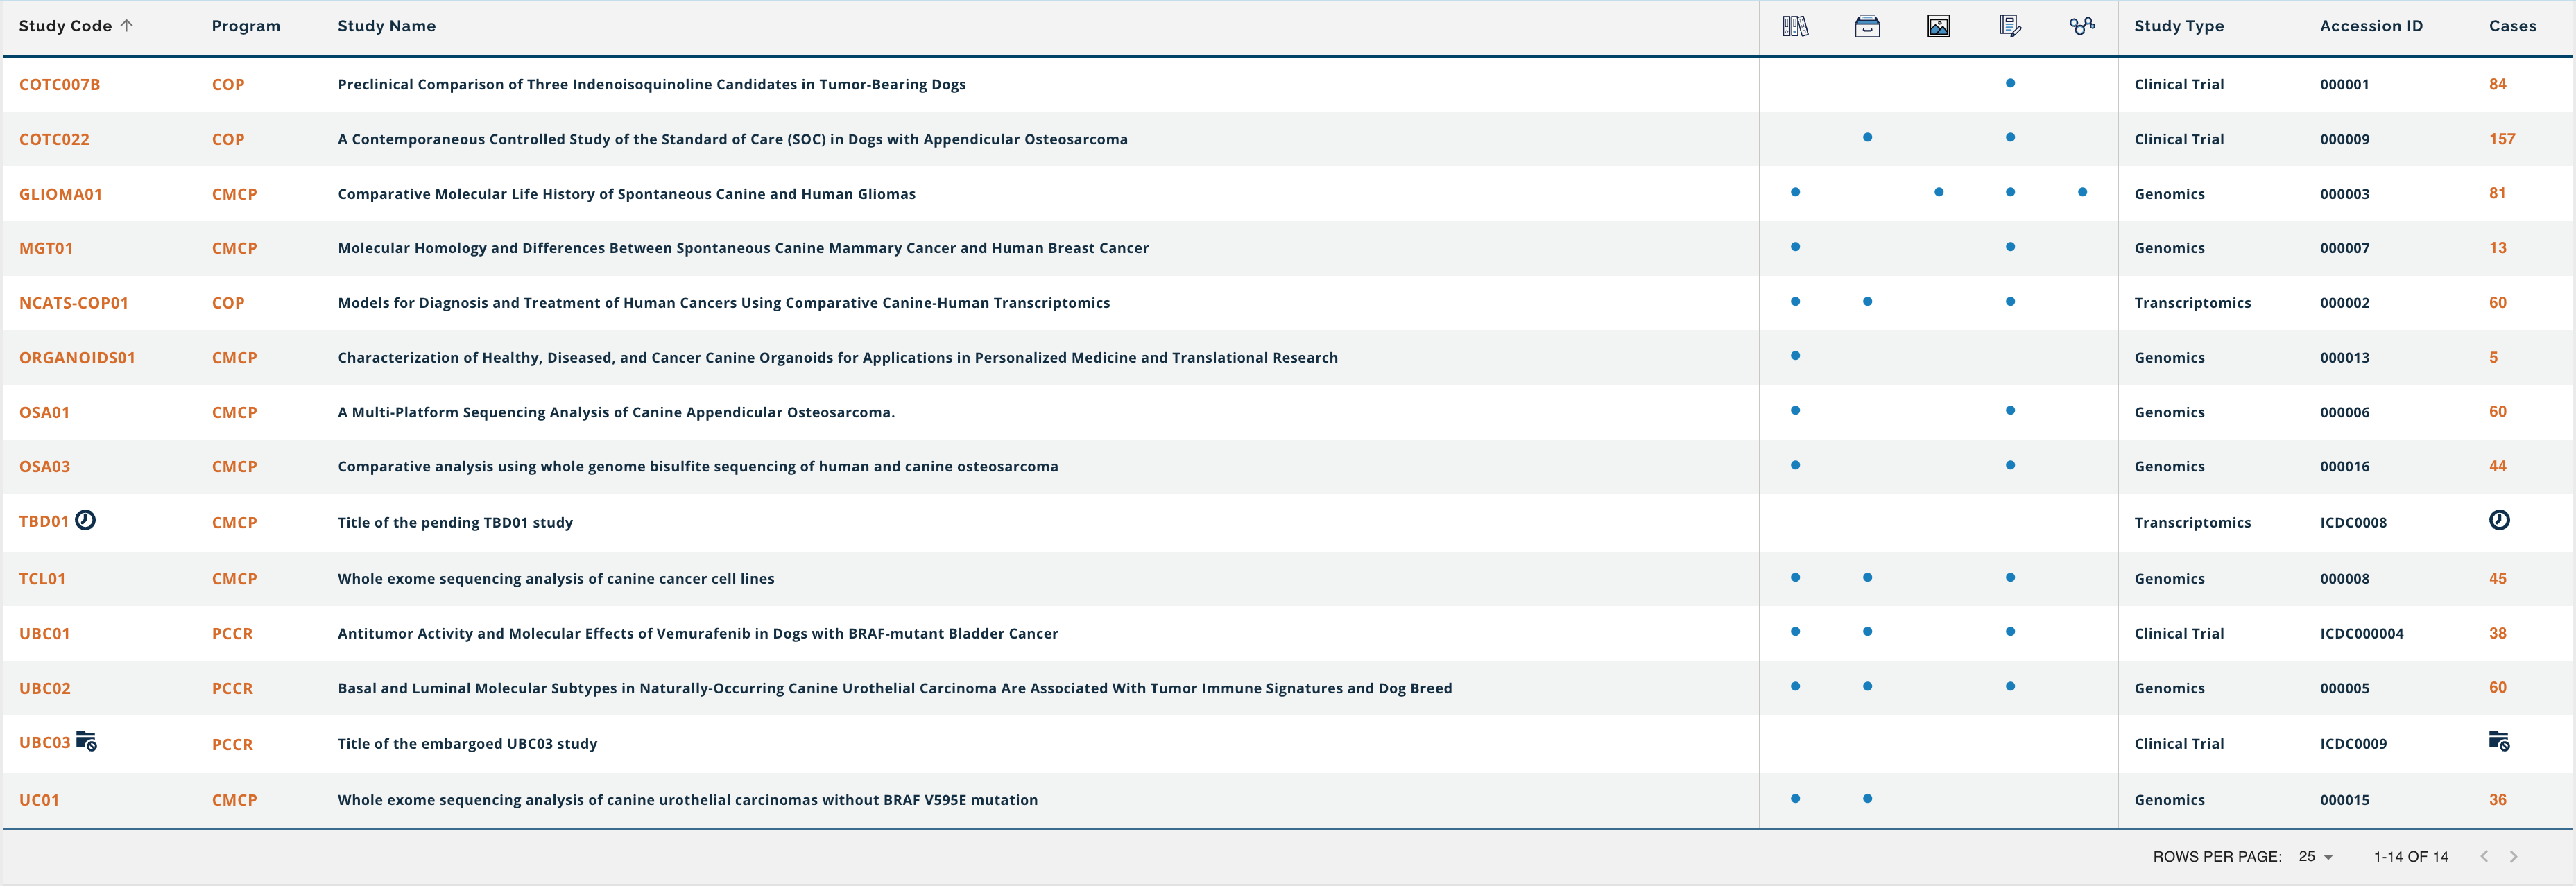 Study Code Program Study Name Study Type Accession ID Cases
COTC007B COP Preclinical Comparison of Three Indenoisoquinoline Candidates in Tumor-Bearing Dogs Clinical Trial 000001 84
COTC022 COP A Contemporaneous Controlled Study of the Standard of Care (SOC) in Dogs with Appendicular Osteosarcoma Clinical Trial 000009 157
GLIOMA01 CMCP Comparative Molecular Life History of Spontaneous Canine and Human Gliomas Genomics 000003 81
MGT01 CMCP Molecular Homology and Differences Between Spontaneous Canine Mammary Cancer and Human Breast Cancer Genomics 000007 13
NCATS-COP01 COP Models for Diagnosis and Treatment of Human Cancers Using Comparative Canine-Human Transcriptomics Transcriptomics 000002 60
ORGANOIDS01 CMCP Characterization of Healthy, Diseased, and Cancer Canine Organoids for Applications in Personalized Medicine and Translational Research Genomics 000013 5
OSA01 CMCP A Multi-Platform Sequencing Analysis of Canine Appendicular Osteosarcoma. Genomics 000006 60
OSA03 CMCP Comparative analysis using whole genome bisulfite sequencing of human and canine osteosarcoma Genomics 000016 44
TBD01 CMCP Title of the pending TBD01 study Transcriptomics ICDC0008
TCL01 CMCP Whole exome sequencing analysis of canine cancer cell lines Genomics 000008 45
UBC01 PCCR Antitumor Activity and Molecular Effects of Vemurafenib in Dogs with BRAF-mutant Bladder Cancer Clinical Trial ICDC000004 38
UBC02 PCCR Basal and Luminal Molecular Subtypes in Naturally-Occurring Canine Urothelial Carcinoma Are Associated With Tumor Immune Signatures and Dog Breed Genomics 000005 60
UBC03 PCCR Title of the embargoed UBC03 study Clinical Trial ICDC0009
UC01 CMCP Whole exome sequencing analysis of canine urothelial carcinomas without BRAF V595E mutation Genomics 000015 36
ROWS PER PAGE: 25 1-14 OF 14